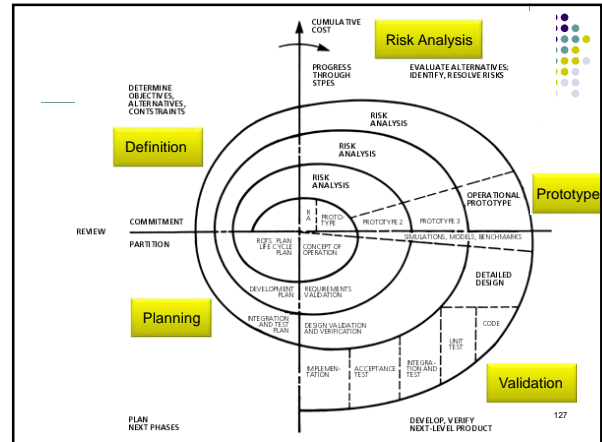 CUMULATIVE
COST
Risk Analysis
PROGRESS
THROUGH
STPES
EVALUATE ALTERNATIVES;
IDENTIFY, RESOLVE RISKS
DETERMINE
OBJECTIVES,
ALTERNATIVES,
CONTSTRAINTS
RISK
ANALYSIS
Definition
RISK
ANALYSIS
RISK
ANALYSIS
OPERATIONAL
PROTOTYPE
Prototype
R
A
PROTO-
TYPE
PROTOTYPE 2
PROTOTYPE 3
COMMITMENT
REVIEW
PARTITION
SIMULATIONS, MODELS, BENCHMARKS
RQTS. PLAN
LIFE CYCLE
PLAN
CONCEPT OF
OPERATION
DETAILED
DESIGN
DEVELOPMENT
PLAN
REQUIREMENTS
VALIDATION
Planning
INTEGRATION
AND TEST
PLAN
DESIGN VALIDATION
AND VERIFICATION
CODE
UNIT
TEST
IMPLEMEN-
TATION
ACCEPTANCE
TEST
INTEGRA-
TION AND
TEST
Validation
PLAN
NEXT PHASES
DEVELOP, VERIFY
NEXT-LEVEL PRODUCT
127